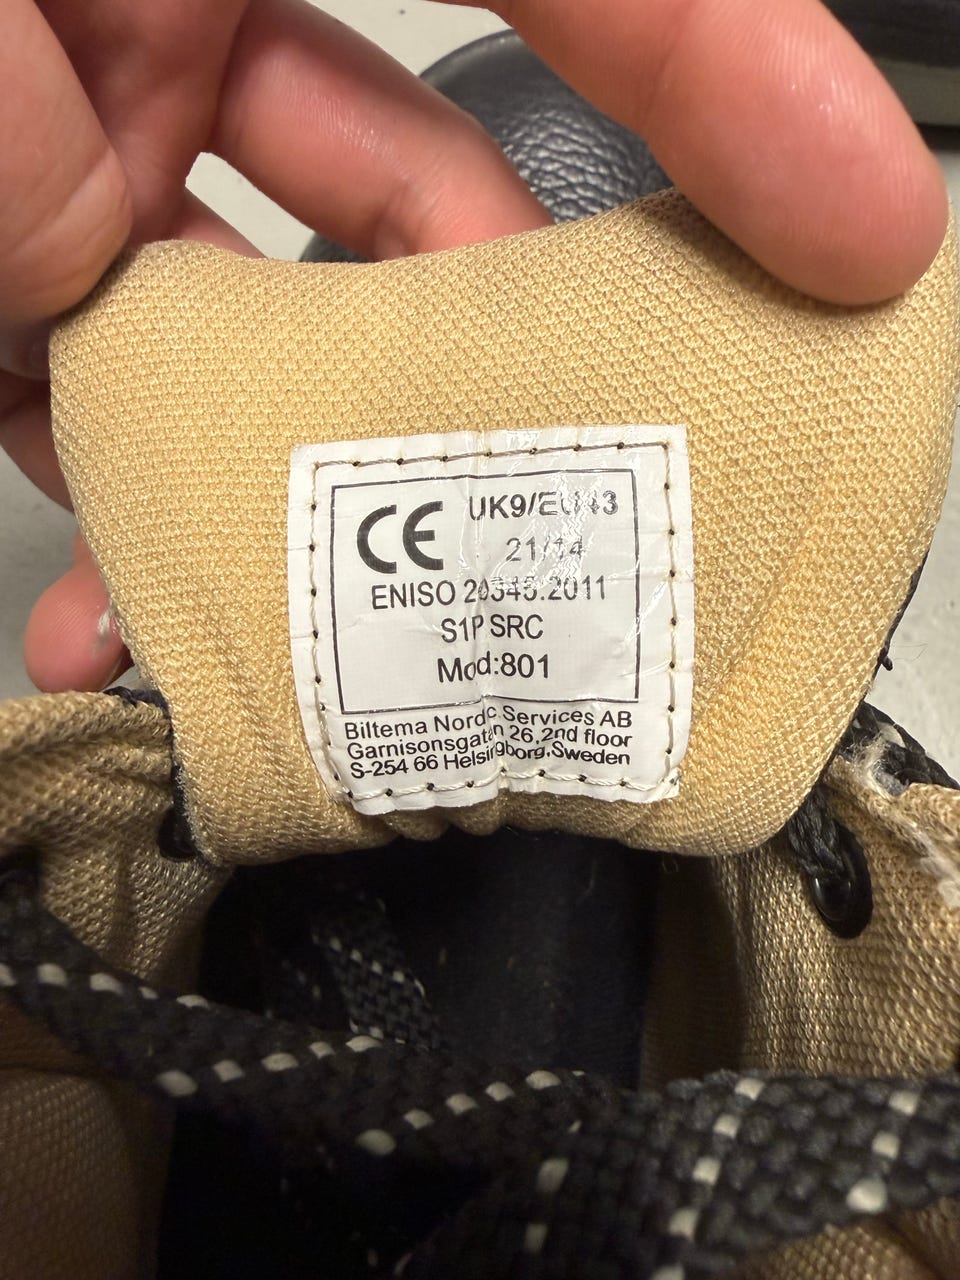 CE UK9/EU43
21/14
ENISO 20345:2011
S1P SRC
Mod:801
Biltema Nordic Services AB
Garnisonsgatan 26,2nd floor
S-254 66 Helsingborg,Sweden